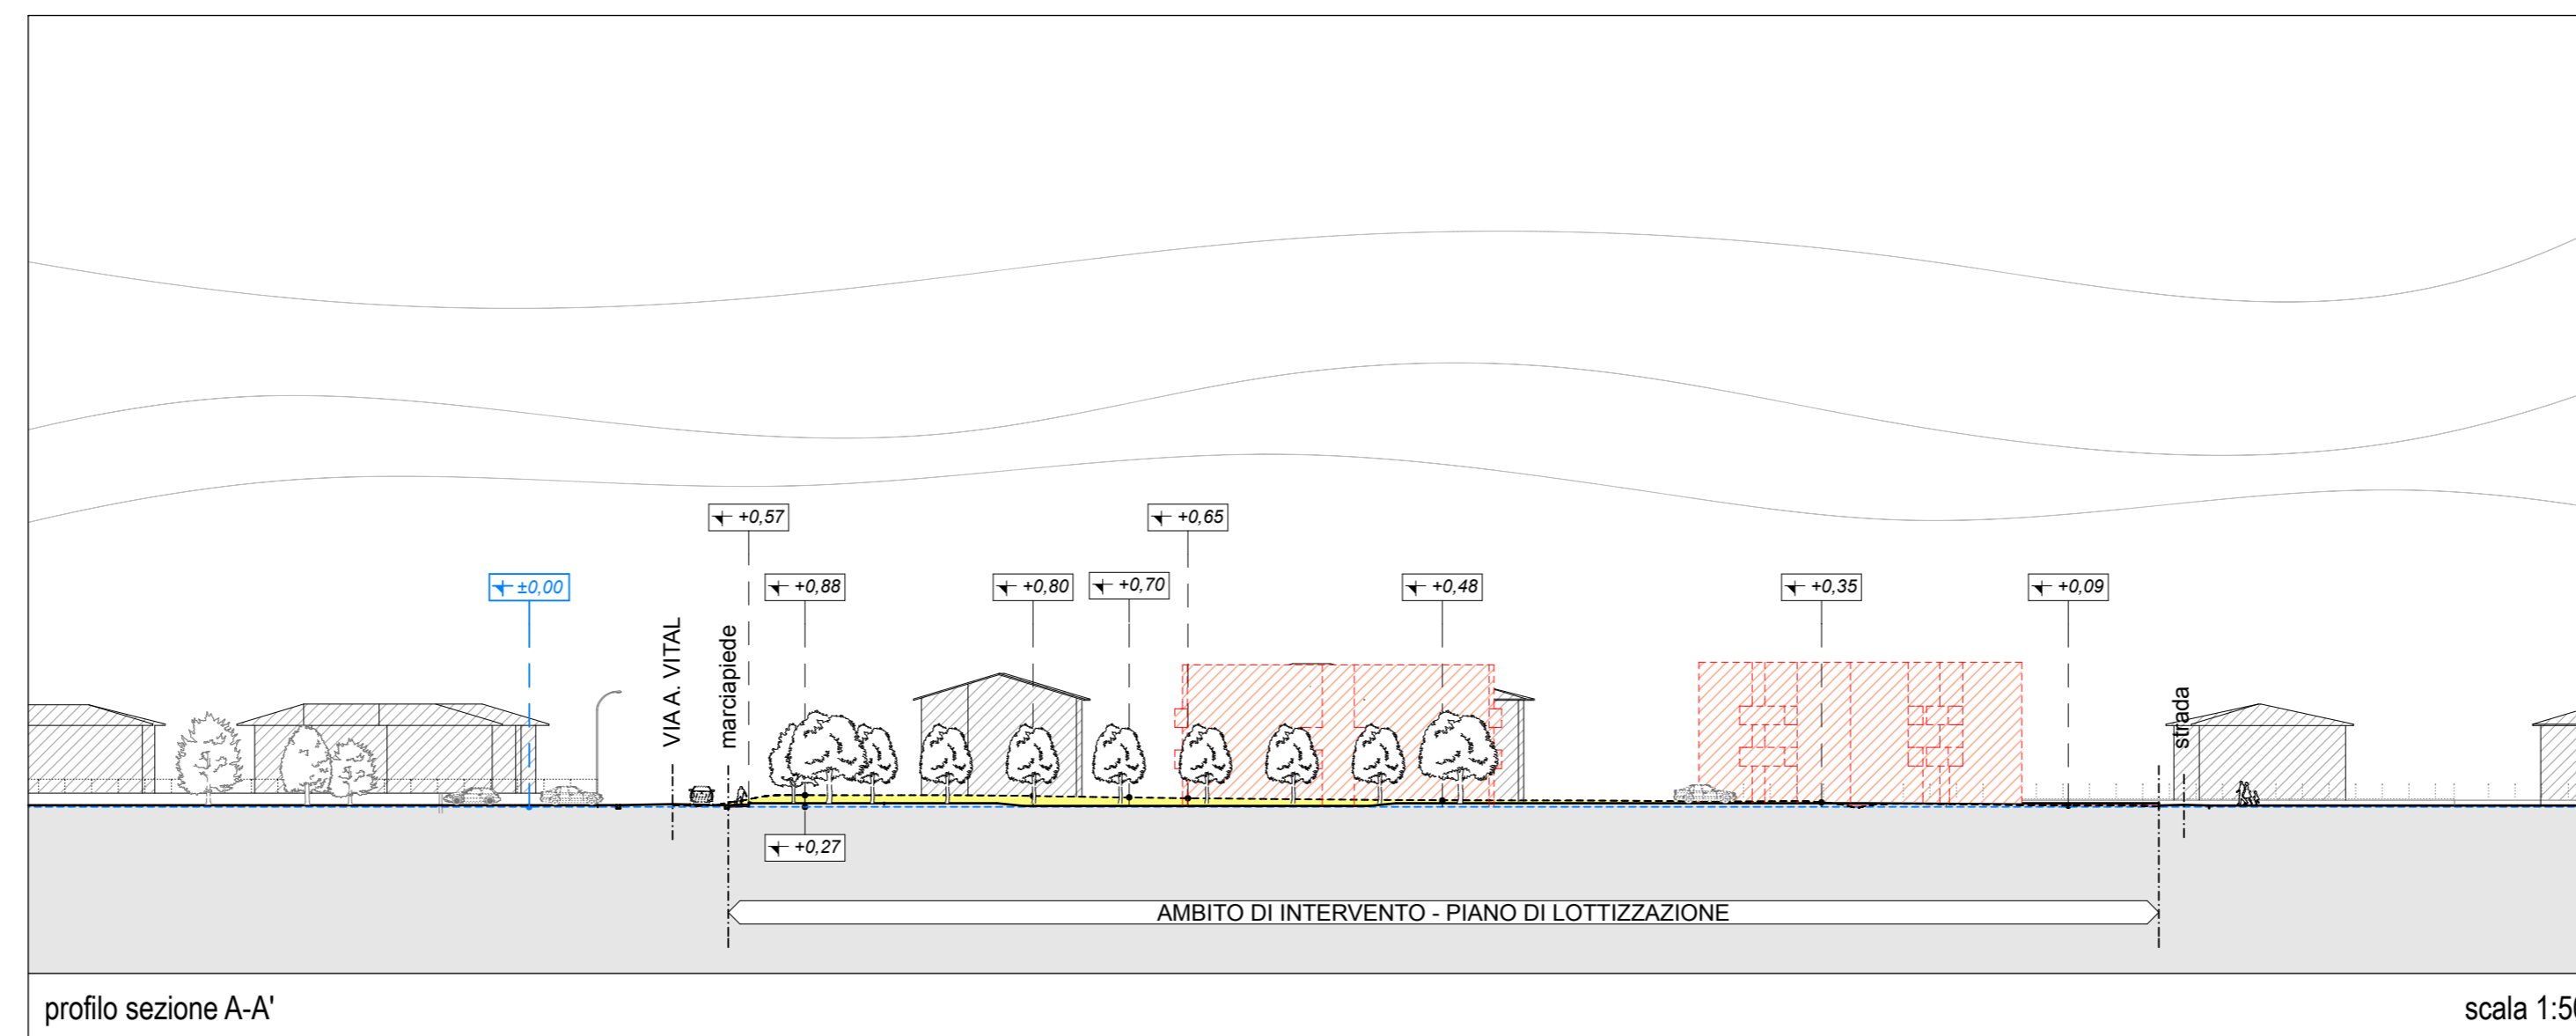 +0,57
+0,65
±0,00
+0,88
+0,80
+0,70
+0,48
+0,35
+0,09
VIA A. VITAL
marciapiede
strada
+0,27
AMBITO DI INTERVENTO - PIANO DI LOTTIZZAZIONE
profilo sezione A-A'
scala